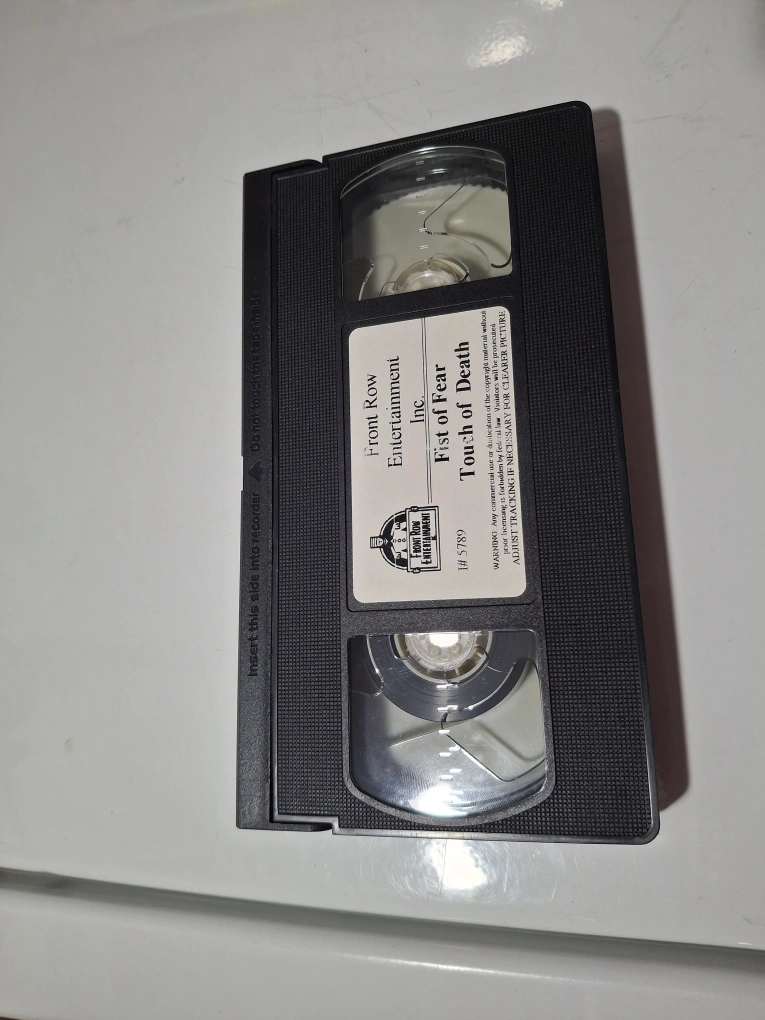 Front Row
Entertainment
Inc.
Fist of Fear
Touch of Death
FRONT ROW
ENTERTAINMENT
I# 5789
WARNING: Any commercial use or duplication of the copyright material without
prior licensing is forbidden by federal law. Violators will be prosecuted.
ADJUST TRACKING IF NECESSARY FOR CLEARER PICTURE
Insert this side into recorder Do not touch the tape inside